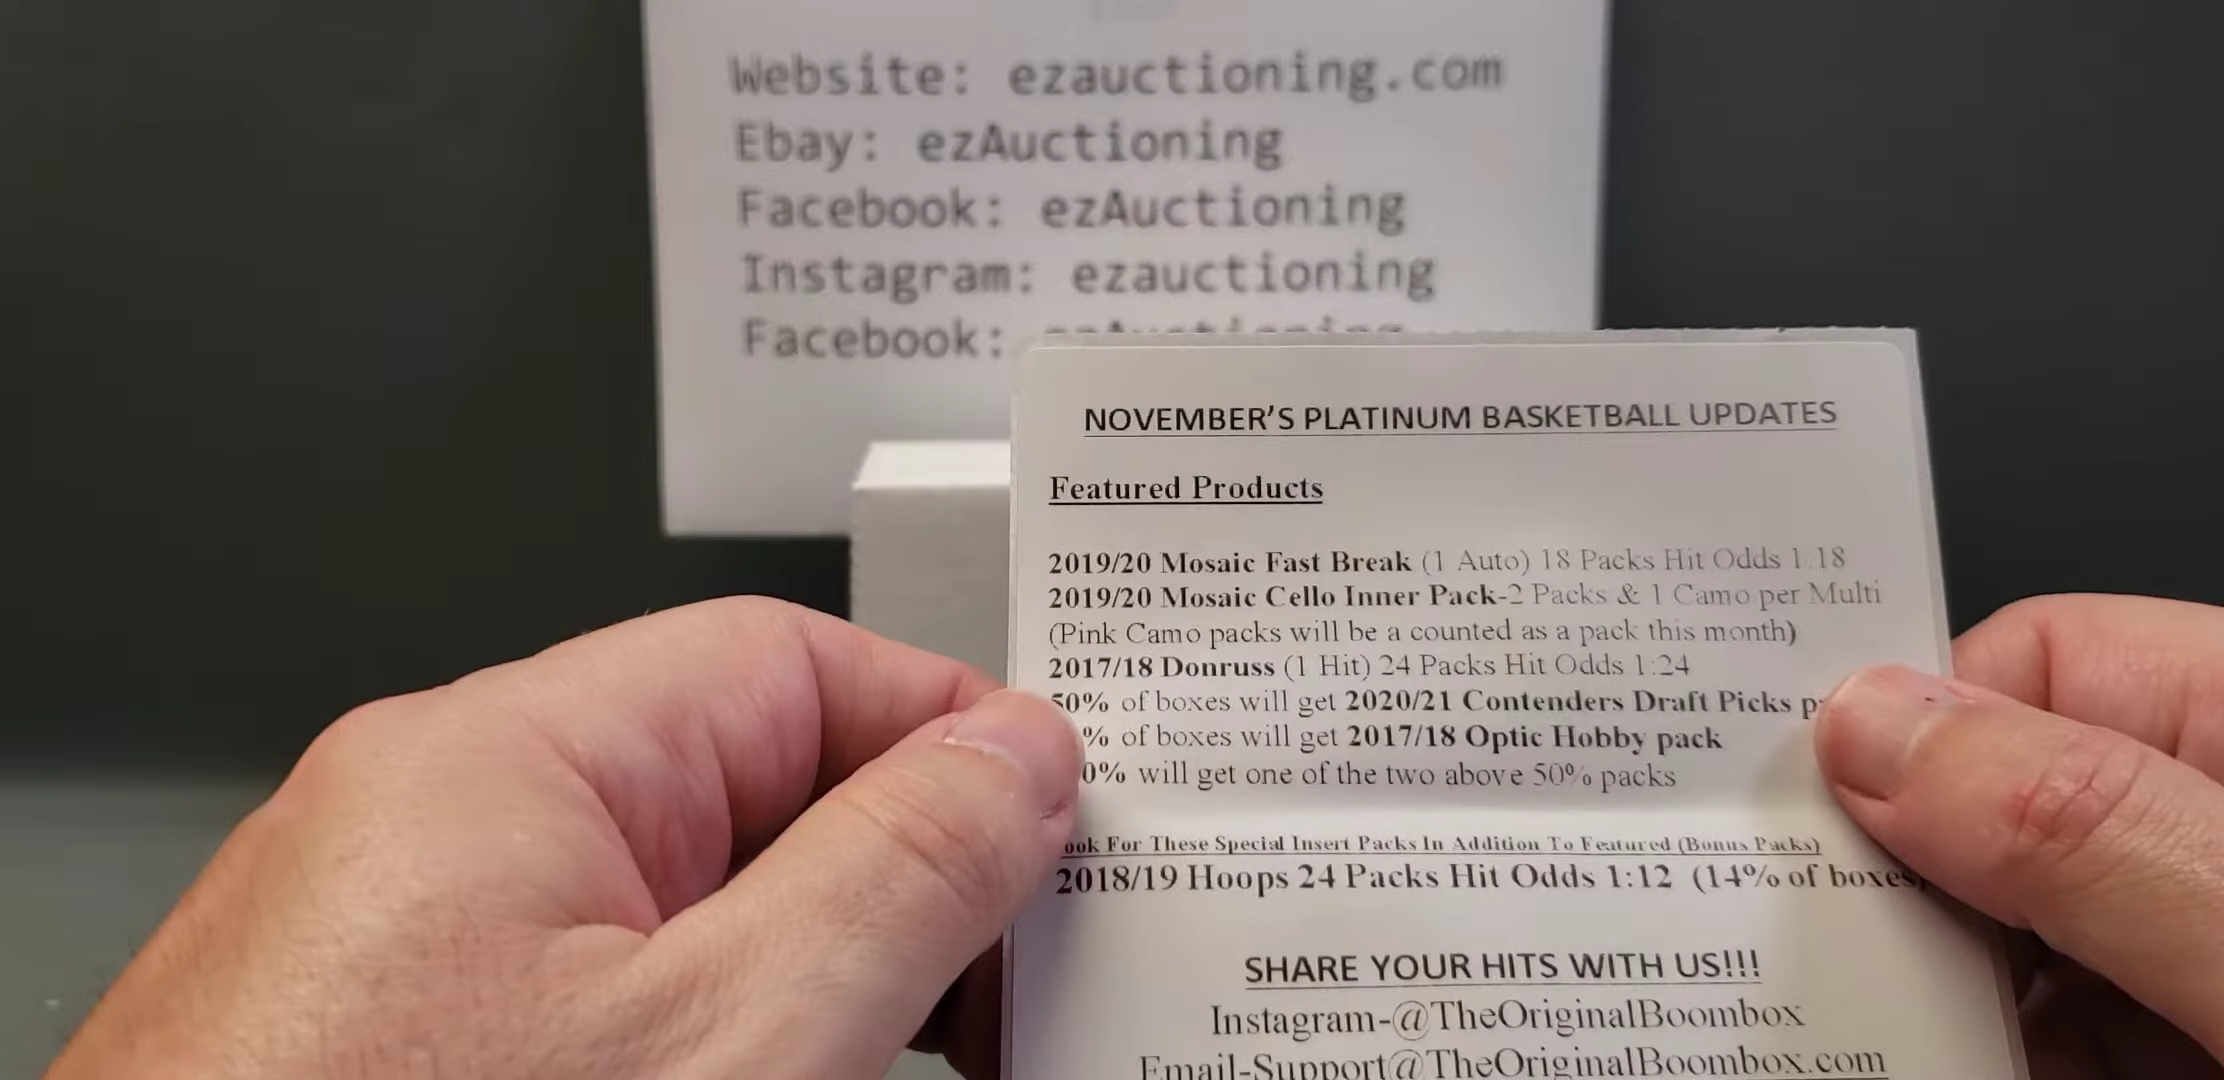 Website: ezauctioning.com
Ebay: ezAuctioning
Facebook: ezAuctioning
Instagram: ezauctioning
Facebook: ezAuctioning
NOVEMBER'S PLATINUM BASKETBALL UPDATES
Featured Products
2019/20 Mosaic Fast Break (1 Auto) 18 Packs Hit Odds 1:18
2019/20 Mosaic Cello Inner Pack-2 Packs & 1 Camo per Multi
(Pink Camo packs will be a counted as a pack this month)
2017/18 Donruss (1 Hit) 24 Packs Hit Odds 1:24
50% of boxes will get 2020/21 Contenders Draft Picks
% of boxes will get 2017/18 Optic Hobby pack
0% will get one of the two above 50% packs
ook For These Special Insert Packs In Addition To Featured (Bonus Packs)
2018/19 Hoops 24 Packs Hit Odds 1:12 (14% of boxes)
SHARE YOUR HITS WITH US!!!
Instagram-@TheOriginalBoombox
Email-Support@TheOriginalBoombox.com